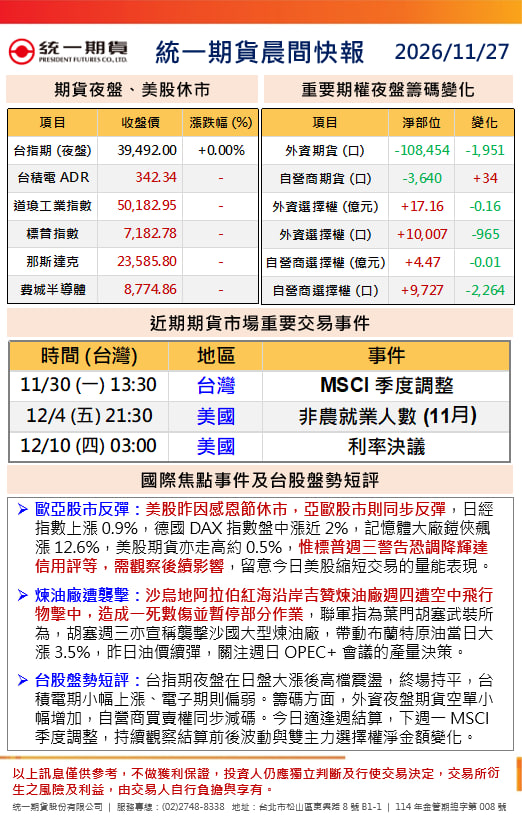 統一期貨
PRESIDENT FUTURES CO., LTD.
統一期貨晨間快報 2026/11/27
期貨夜盤、美股休市
項目 收盤價 漲跌幅 (%)
台指期 (夜盤) 39,492.00 +0.00%
台積電 ADR 342.34 -
道瓊工業指數 50,182.95 -
標普指數 7,182.78 -
那斯達克 23,585.80 -
費城半導體 8,774.86 -
重要期權夜盤籌碼變化
項目 淨部位 變化
外資期貨 (口) -108,454 -1,951
自營商期貨 (口) -3,640 +34
外資選擇權 (億元) +17.16 -0.16
外資選擇權 (口) +10,007 -965
自營商選擇權 (億元) +4.47 -0.01
自營商選擇權 (口) +9,727 -2,264
近期期貨市場重要交易事件
時間 (台灣) 地區 事件
11/30 (一) 13:30 台灣 MSCI 季度調整
12/4 (五) 21:30 美國 非農就業人數 (11月)
12/10 (四) 03:00 美國 利率決議
國際焦點事件及台股盤勢短評
➤ 歐亞股市反彈：美股昨因感恩節休市，亞歐股市則同步反彈，日經
指數上漲 0.9%，德國 DAX 指數盤中漲近 2%，記憶體大廠鎧俠飆
漲 12.6%，美股期貨亦走高約 0.5%，惟標普週三警告恐調降輝達
信用評等，需觀察後續影響，留意今日美股縮短交易的量能表現。
➤ 煉油廠遭襲擊：沙烏地阿拉伯紅海沿岸吉贊煉油廠週四遭空中飛行
物擊中，造成一死數傷並暫停部分作業，聯軍指為葉門胡塞武裝所
為，胡塞週三亦宣稱襲擊沙國大型煉油廠，帶動布蘭特原油當日大
漲 3.5%，昨日油價續彈，關注週日 OPEC+ 會議的產量決策。
➤ 台股盤勢短評：台指期夜盤在日盤大漲後高檔震盪，終場持平，台
積電期小幅上漲、電子期則偏弱。籌碼方面，外資夜盤期貨空單小
幅增加，自營商買賣權同步減碼。今日適逢週結算，下週一 MSCI
季度調整，持續觀察結算前後波動與雙主力選擇權淨金額變化。
以上訊息僅供參考，不做獲利保證，投資人仍應獨立判斷及行使交易決定，交易所衍
生之風險及利益，由交易人自行負擔與享有。
統一期貨股份有限公司 | 服務專線：(02)2748-8338 地址：台北市松山區東興路 8 號 B1-1 | 114 年金管期總字第 008 號